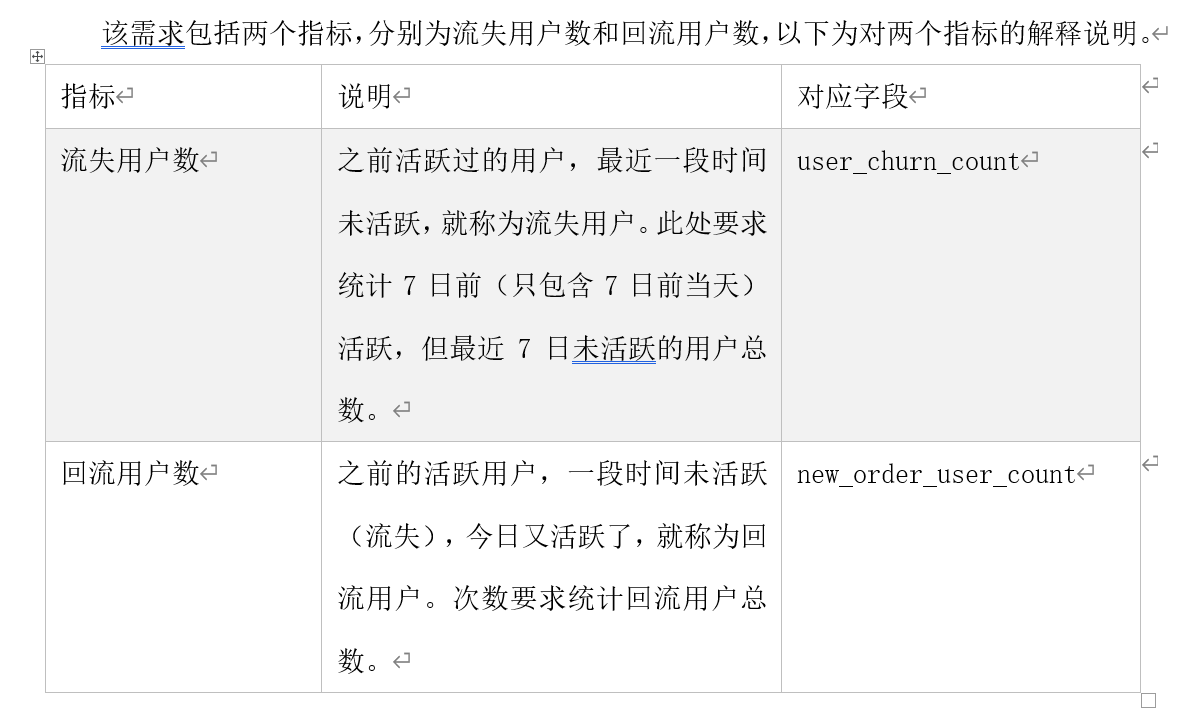 该需求包括两个指标，分别为流失用户数和回流用户数，以下为对两个指标的解释说明。
指标 说明 对应字段
流失用户数 之前活跃过的用户，最近一段时间 user_churn_count
未活跃，就称为流失用户。此处要求
统计 7 日前（只包含 7 日前当天）
活跃，但最近 7 日未活跃的用户总
数。
回流用户数 之前的活跃用户，一段时间未活跃 new_order_user_count
（流失），今日又活跃了，就称为回
流用户。次数要求统计回流用户总
数。